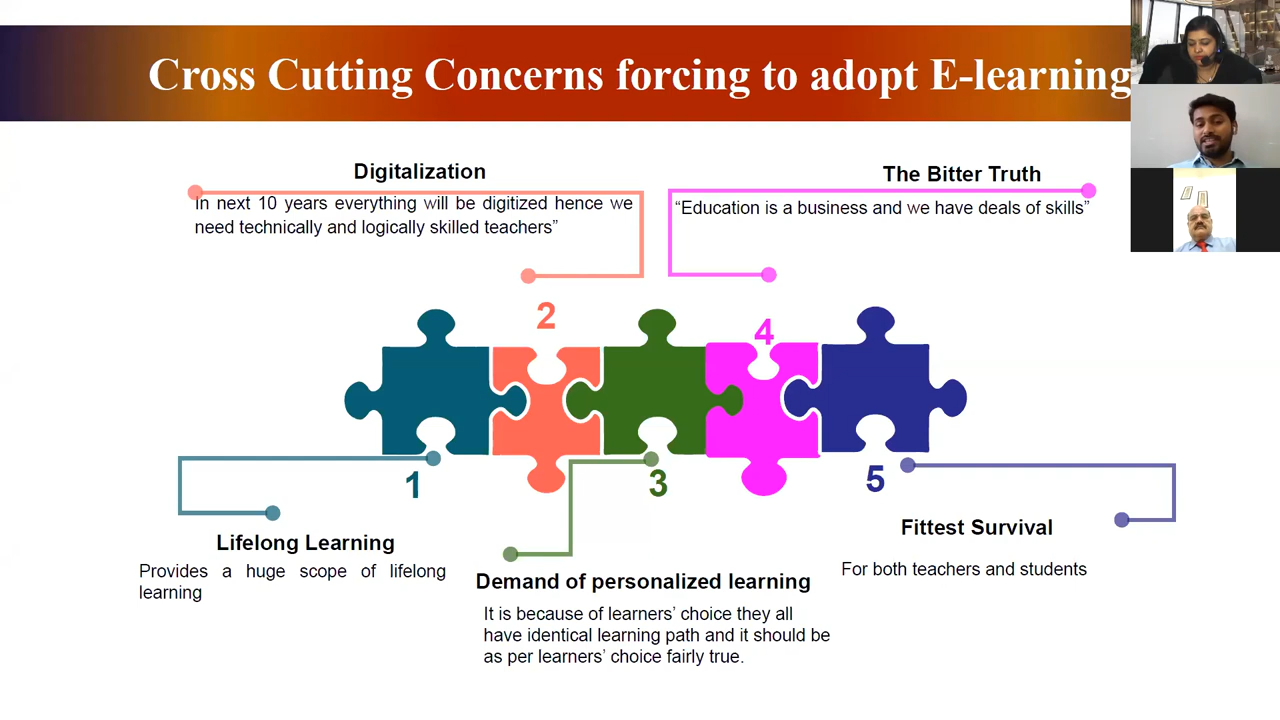 Cross Cutting Concerns forcing to adopt E-learning
Digitalization
In next 10 years everything will be digitized hence we
need technically and logically skilled teachers”
The Bitter Truth
“Education is a business and we have deals of skills”
2
4
1
3
5
Lifelong Learning
Provides a huge scope of lifelong
learning
Demand of personalized learning
It is because of learners’ choice they all
have identical learning path and it should be
as per learners’ choice fairly true.
Fittest Survival
For both teachers and students